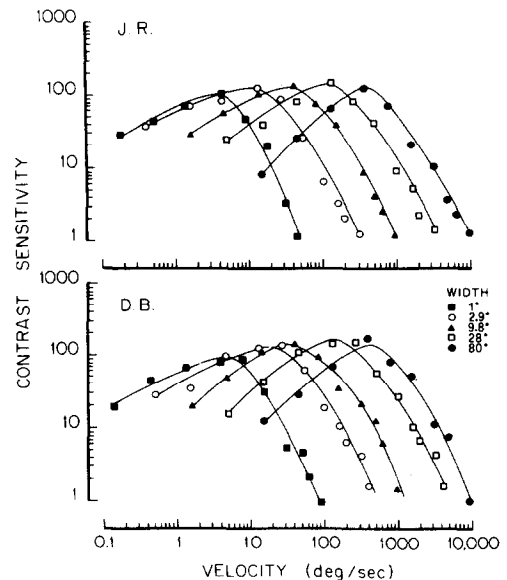 J.R.
1000
100
10
1
CONTRAST SENSITIVITY
D.B.
1000
100
10
1
WIDTH
■ 1°
○ 2.9°
▲ 9.8°
□ 28°
● 80°
0.1 1 10 100 1000 10,000
VELOCITY (deg/sec)